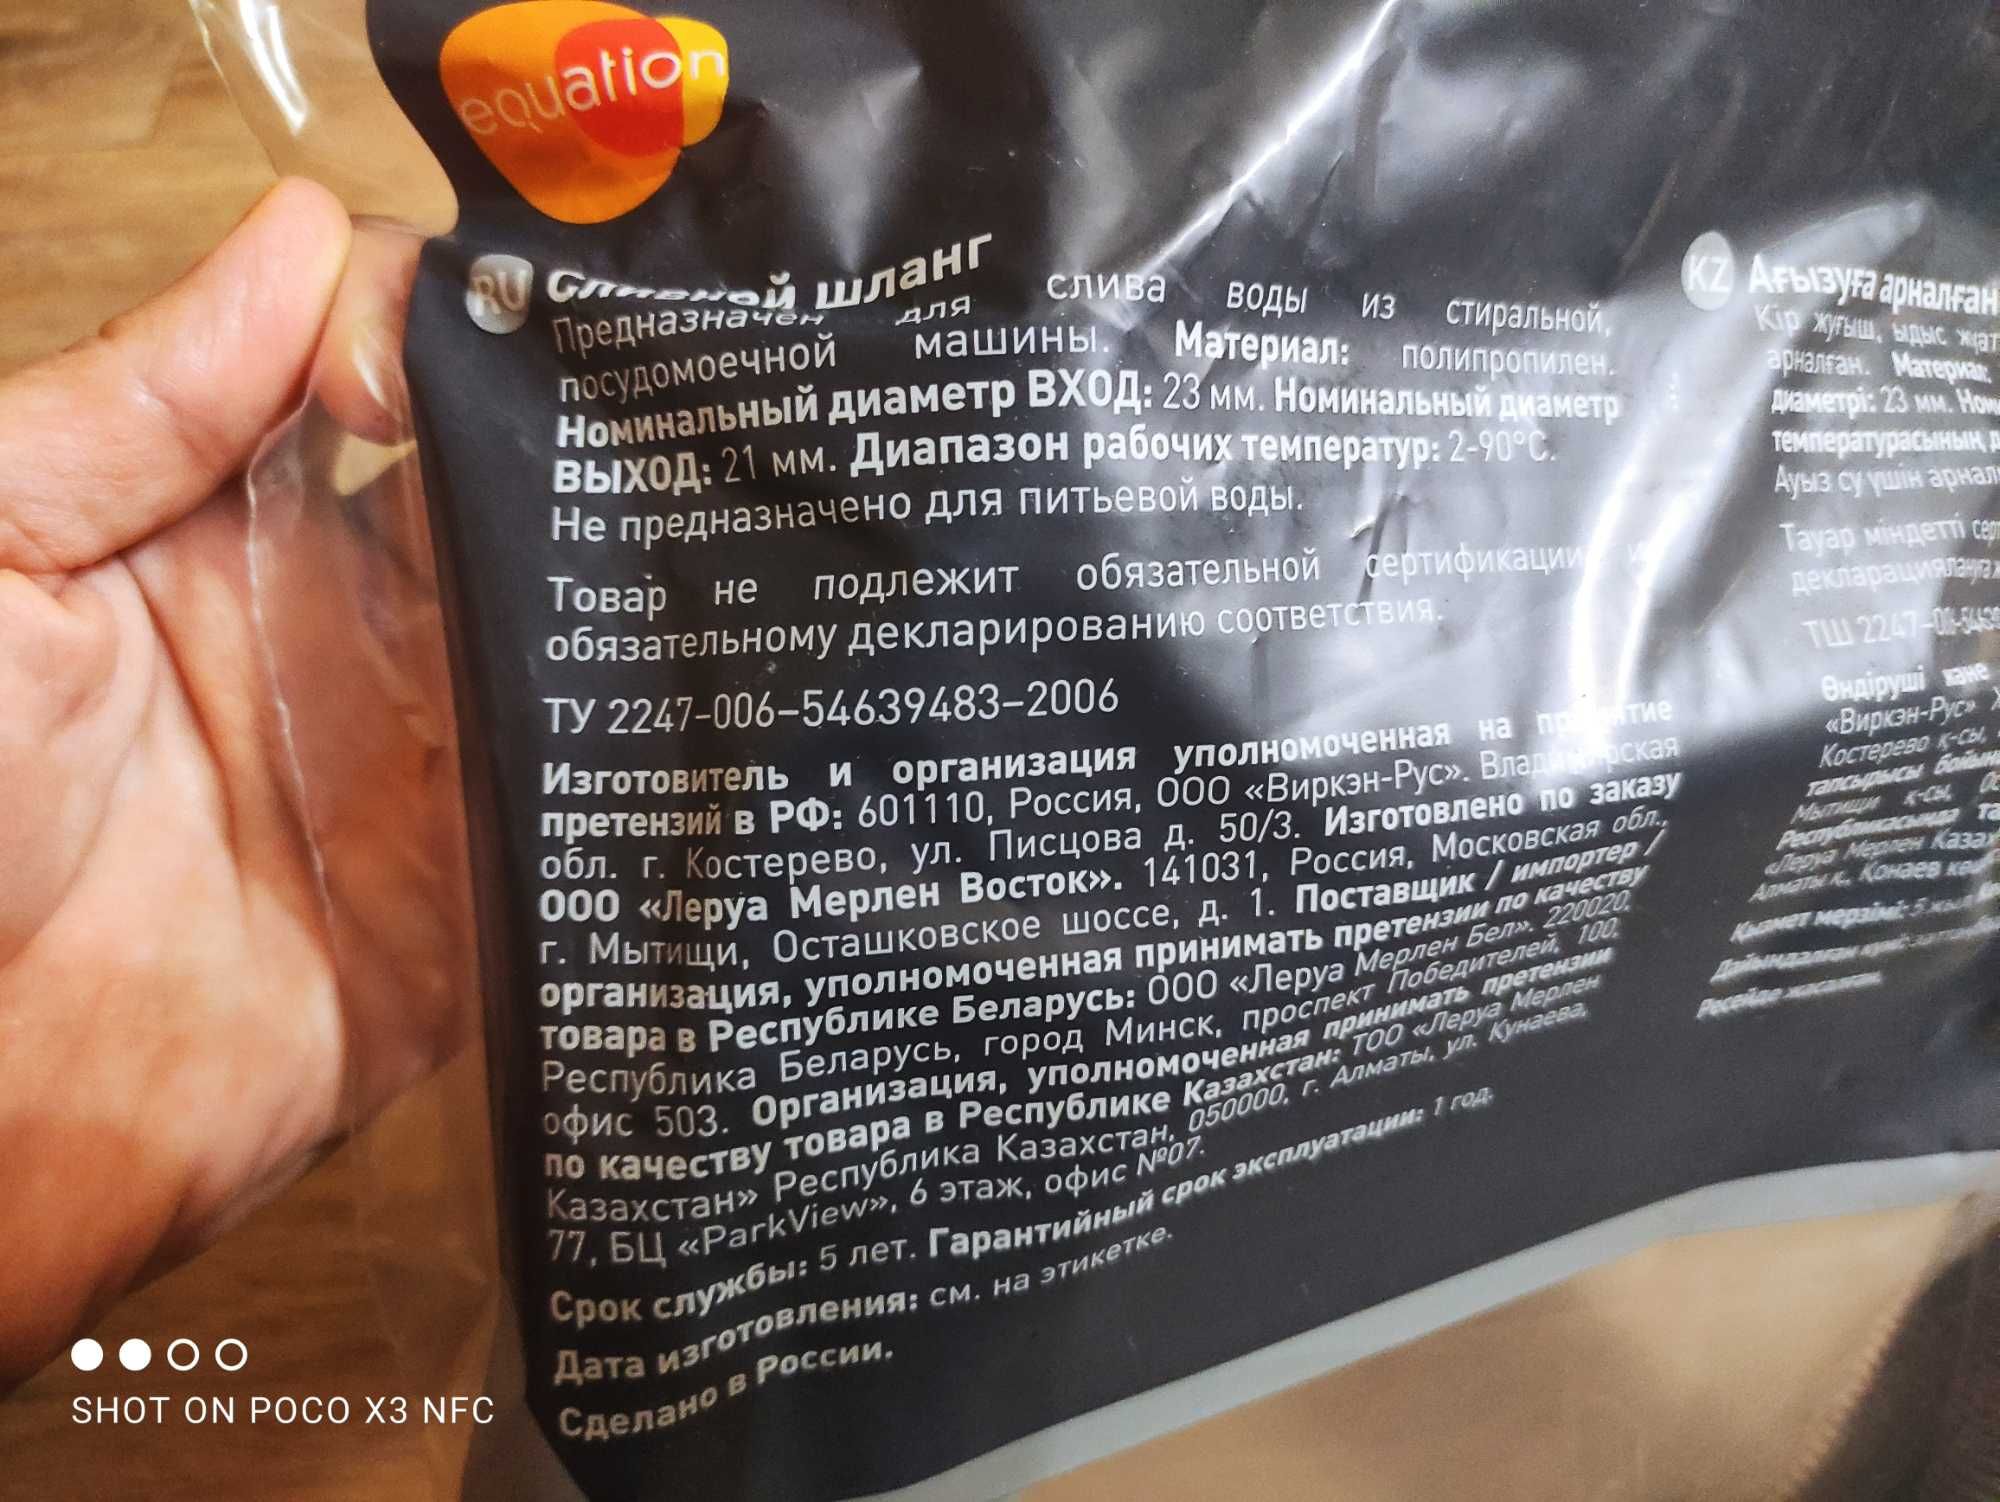 equation
RU Сливной шланг
Предназначен для слива воды из стиральной,
посудомоечной машины. Материал: полипропилен.
Номинальный диаметр ВХОД: 23 мм. Номинальный диаметр
ВЫХОД: 21 мм. Диапазон рабочих температур: 2-90°С.
Не предназначено для питьевой воды.
Товар не подлежит обязательной сертификации и
обязательному декларированию соответствия.
ТУ 2247-006–54639483–2006
Изготовитель и организация уполномоченная на принятие
претензий в РФ: 601110, Россия, ООО «Виркэн-Рус». Владимирская
обл. г. Костерево, ул. Писцова д. 50/3. Изготовлено по заказу
ООО «Леруа Мерлен Восток». 141031, Россия, Московская обл.,
г. Мытищи, Осташковское шоссе, д. 1. Поставщик / импортер /
организация, уполномоченная принимать претензии по качеству
товара в Республике Беларусь: ООО «Леруа Мерлен Бел». 220020,
Республика Беларусь, город Минск, проспект Победителей, 100,
офис 503. Организация, уполномоченная принимать претензии
по качеству товара в Республике Казахстан: ТОО «Леруа Мерлен
Казахстан» Республика Казахстан, 050000, г. Алматы, ул. Кунаева,
77, БЦ «ParkView», 6 этаж, офис №07.
Срок службы: 5 лет. Гарантийный срок эксплуатации: 1 год.
Дата изготовления: см. на этикетке.
Сделано в России.
KZ Ағызуға арналған
Кір жуғыш, ыдыс
арналған. Материал:
диаметрі: 23 мм.
температурасының
Ауыз су үшін
Тауар міндетті
ТШ 2247-006-
Өндіруші және
«Виркэн-Рус»
Костерево к-сы,
тапсырысы бойынша
Мытищи к-сы,
Республикасында
«Леруа Мерлен
Алматы к., Конаев
Қызмет мерзімі: 5
Ресейде жасалған.
SHOT ON POCO X3 NFC